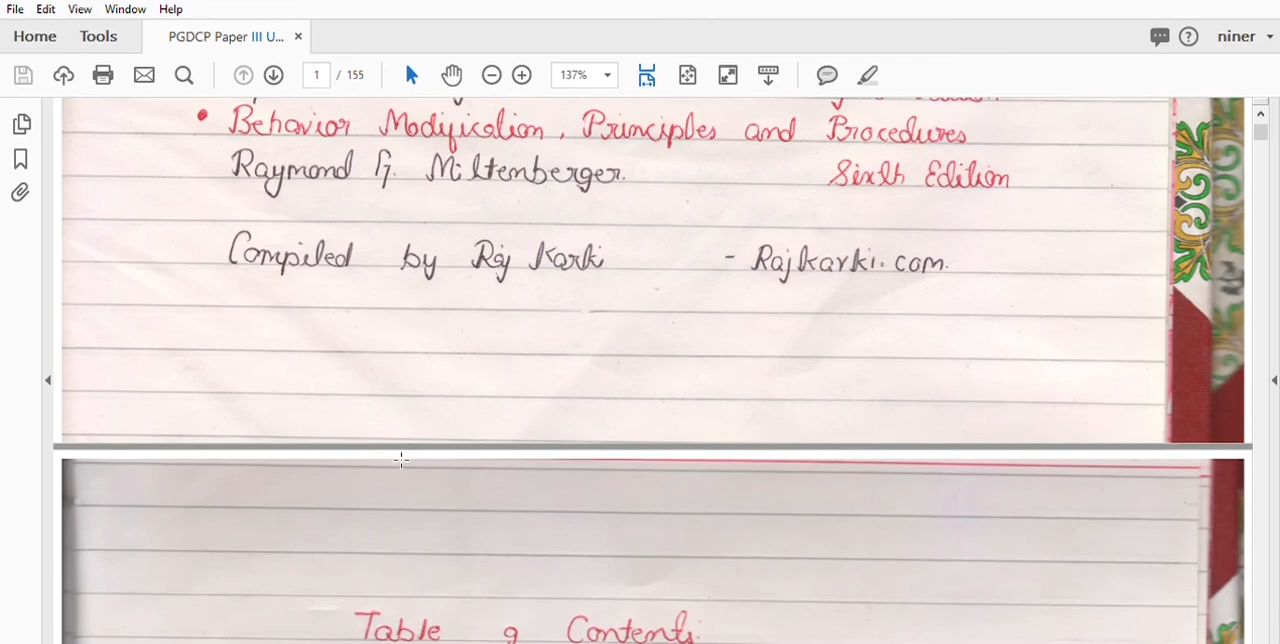 File Edit View Window Help
Home Tools PGDCP Paper III U... × niner
1 / 155 137%
• Behavior Modification, Principles and Procedures
Raymond G. Miltenberger. Sixth Edition
Compiled by Raj Karki - Rajkarki.com.
Table of Contents.